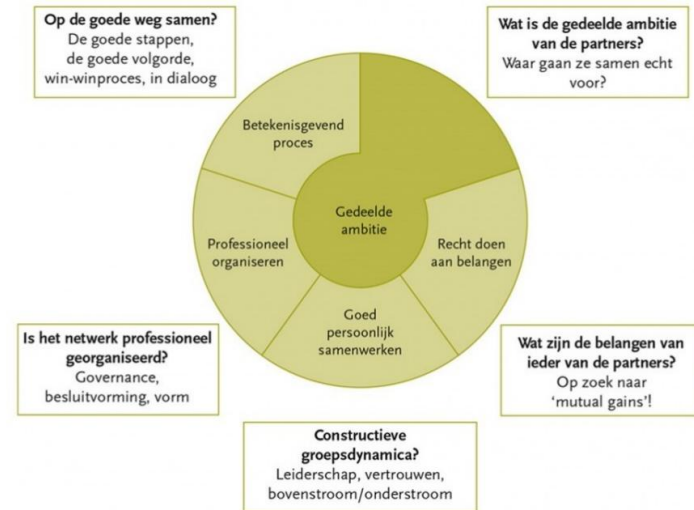 Op de goede weg samen?
De goede stappen,
de goede volgorde,
win-winproces, in dialoog
Wat is de gedeelde ambitie
van de partners?
Waar gaan ze samen echt
voor?
Betekenisgevend
proces
Gedeelde
ambitie
Professioneel
organiseren
Recht doen
aan belangen
Goed
persoonlijk
samenwerken
Is het netwerk professioneel
georganiseerd?
Governance,
besluitvorming, vorm
Wat zijn de belangen van
ieder van de partners?
Op zoek naar
‘mutual gains’!
Constructieve
groepsdynamica?
Leiderschap, vertrouwen,
bovenstroom/onderstroom